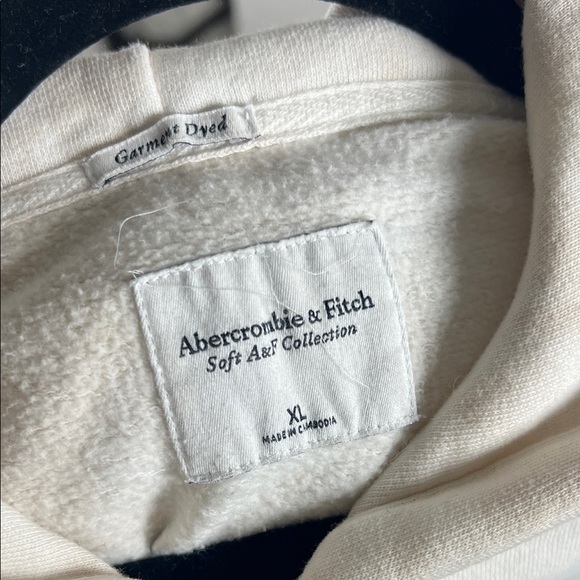 Garment Dyed
Abercrombie & Fitch
Soft A&F Collection
XL
MADE IN CAMBODIA